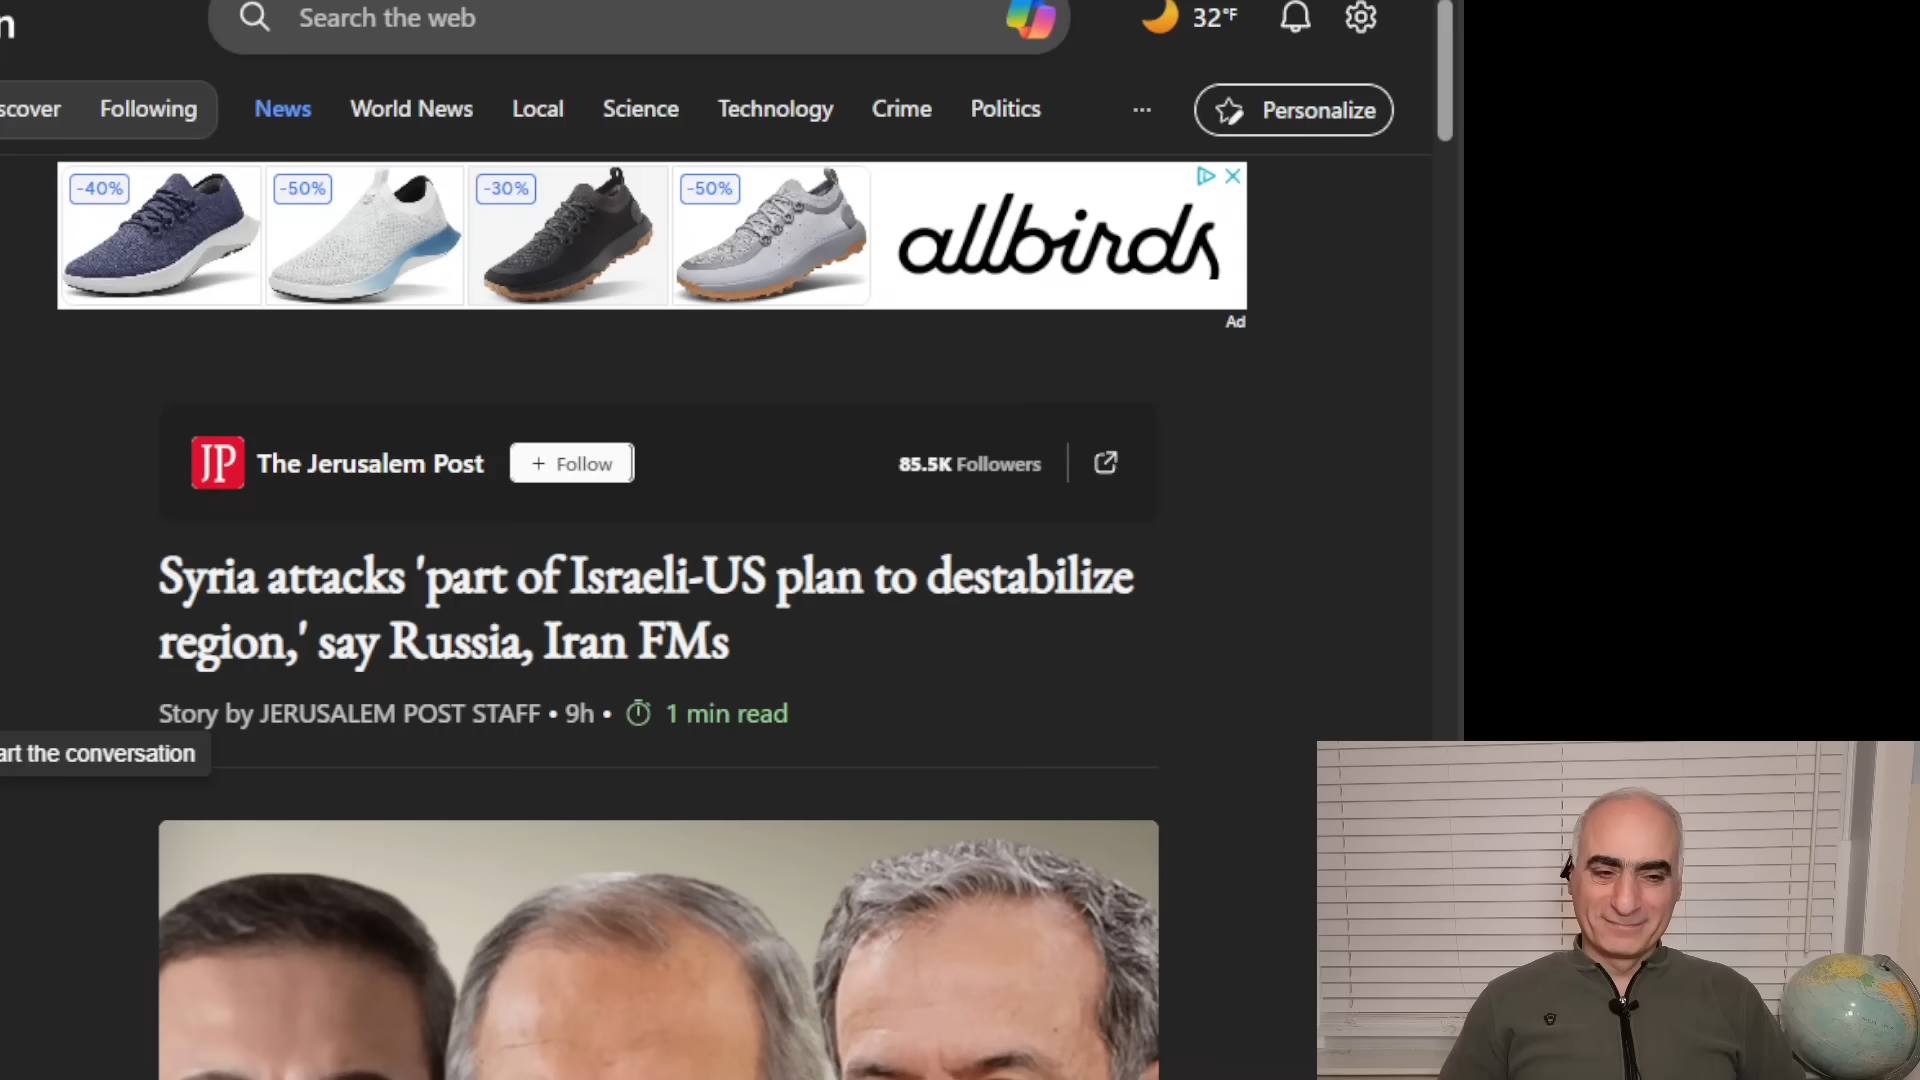 n
Search the web
32°F
scover
Following
News
World News
Local
Science
Technology
Crime
Politics
...
Personalize
-40%
-50%
-30%
-50%
allbirds
Ad
JP
The Jerusalem Post
+ Follow
85.5K Followers
Syria attacks 'part of Israeli-US plan to destabilize
region,' say Russia, Iran FMs
Story by JERUSALEM POST STAFF • 9h • 1 min read
art the conversation